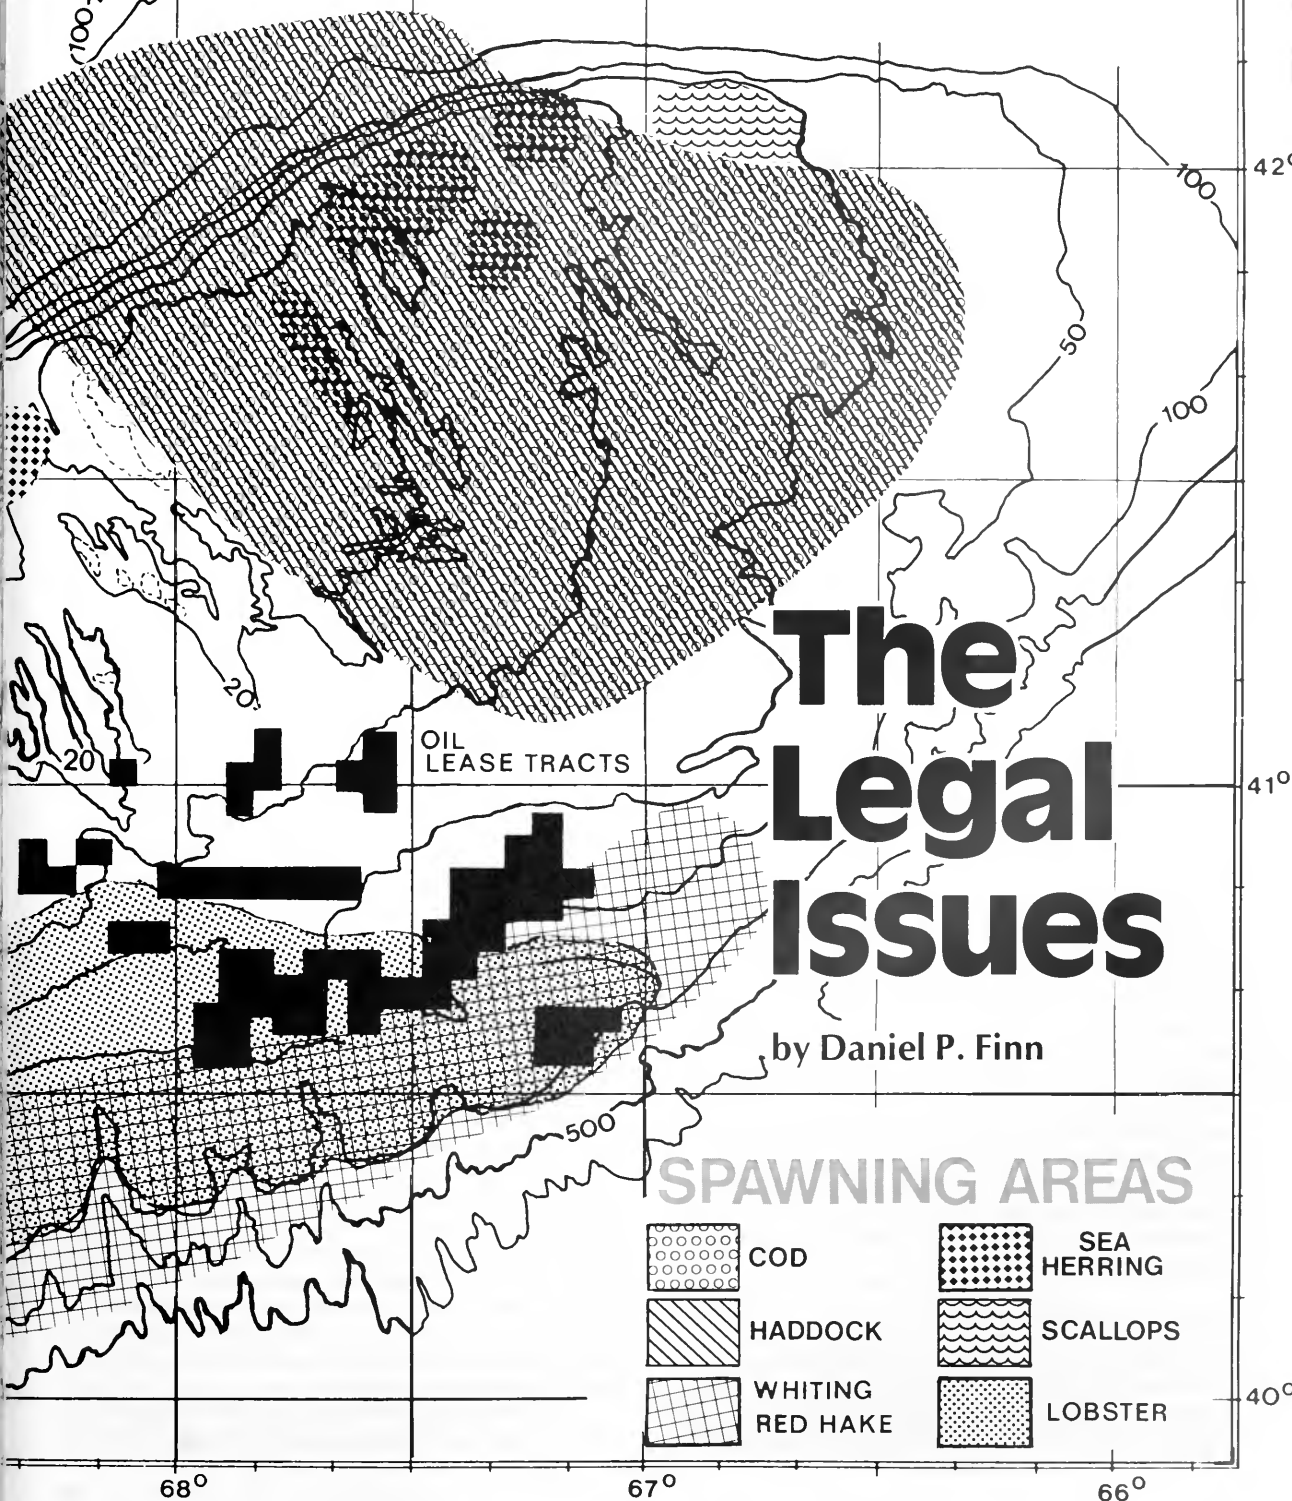 100
42°
100
50
100
20
OIL
LEASE TRACTS
20
41°
The
Legal
Issues
by Daniel P. Finn
500
SPAWNING AREAS
COD
SEA
HERRING
HADDOCK
SCALLOPS
WHITING
RED HAKE
LOBSTER
40°
68°
67°
66°